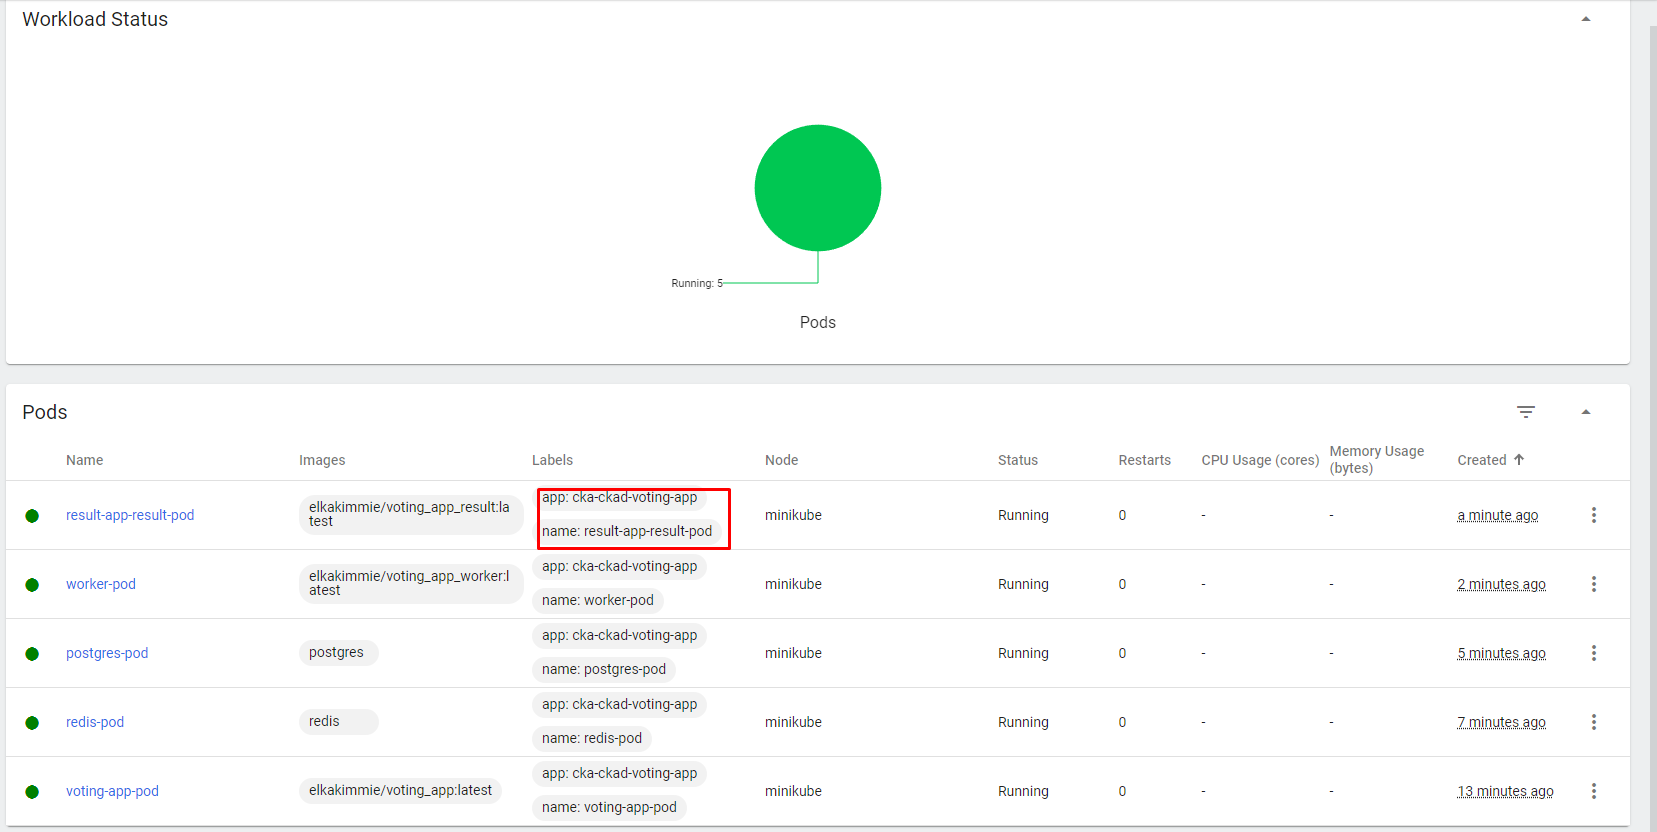 Workload Status
Running: 5
Pods
Pods
Name Images Labels Node Status Restarts CPU Usage (cores) Memory Usage (bytes) Created
result-app-result-pod
elkakimmie/voting_app_result:la
test
app: cka-ckad-voting-app
name: result-app-result-pod
minikube Running 0 - - a minute ago
worker-pod
elkakimmie/voting_app_worker:l
atest
app: cka-ckad-voting-app
name: worker-pod
minikube Running 0 - - 2 minutes ago
postgres-pod
postgres
app: cka-ckad-voting-app
name: postgres-pod
minikube Running 0 - - 5 minutes ago
redis-pod
redis
app: cka-ckad-voting-app
name: redis-pod
minikube Running 0 - - 7 minutes ago
voting-app-pod
elkakimmie/voting_app:latest
app: cka-ckad-voting-app
name: voting-app-pod
minikube Running 0 - - 13 minutes ago